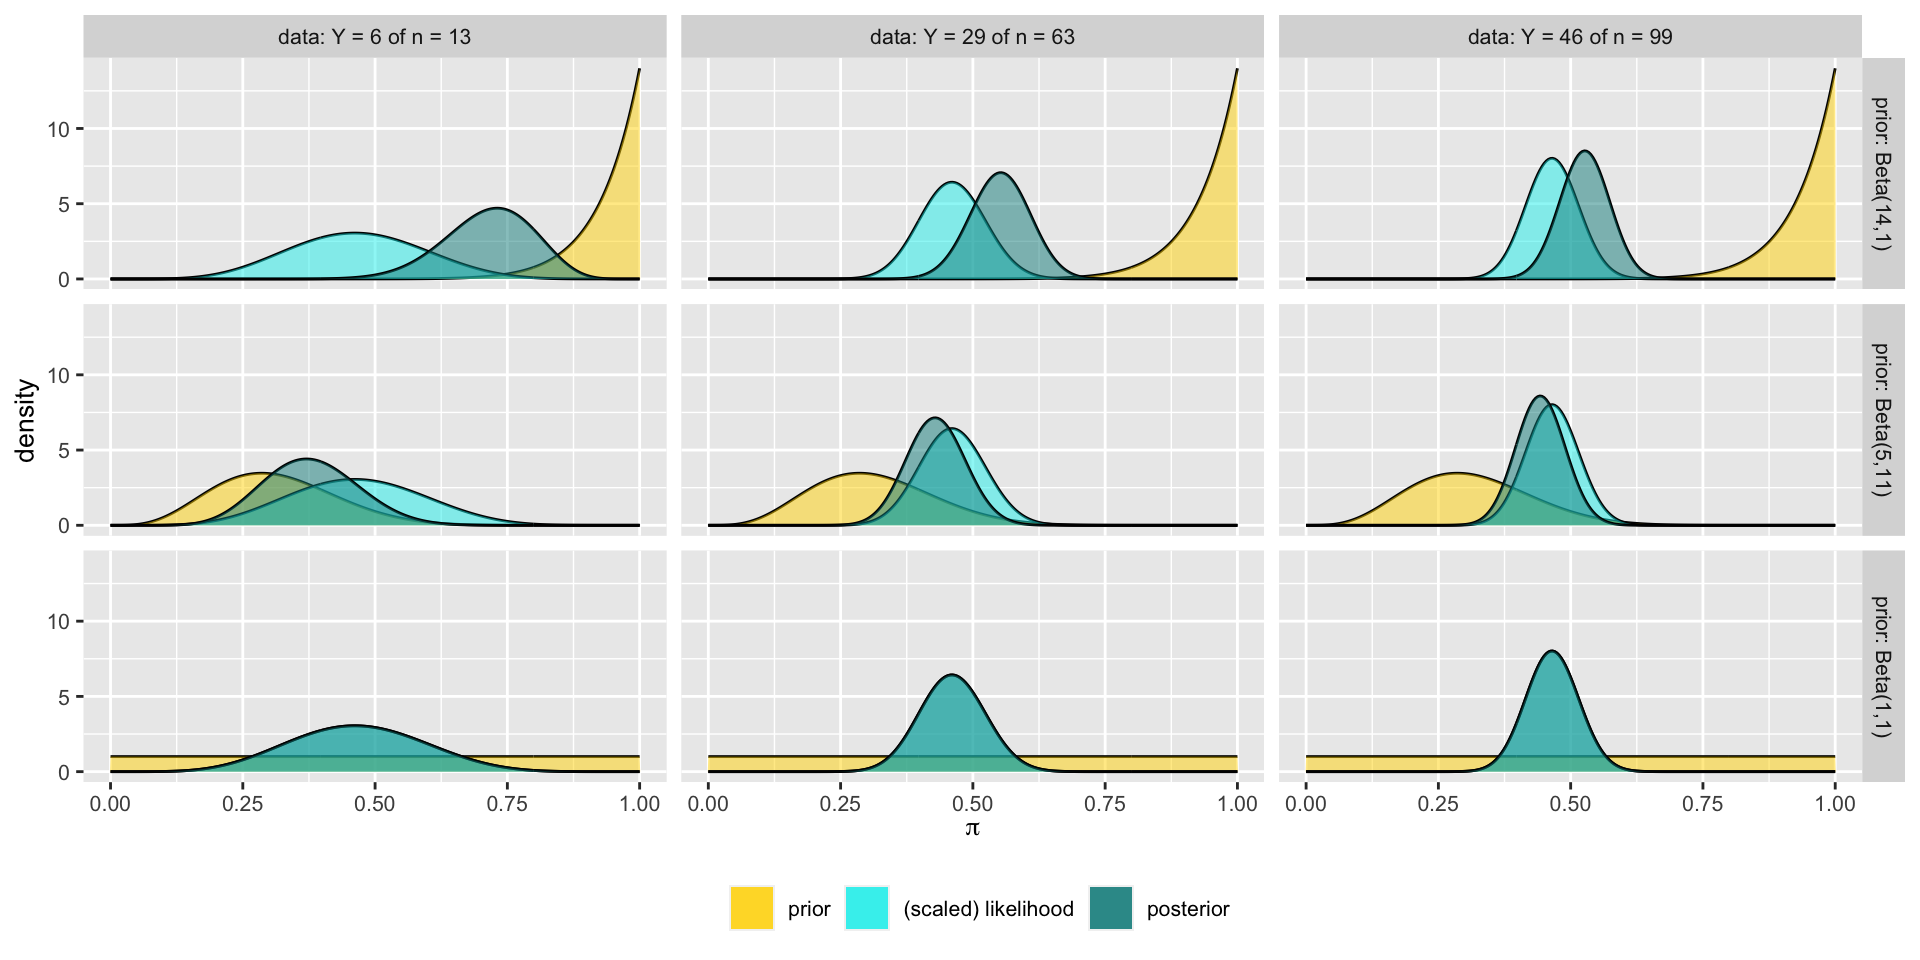 data: Y = 6 of n = 13
data: Y = 29 of n = 63
data: Y = 46 of n = 99
10
5
0
prior: Beta(14,1)
density
10
5
0
prior: Beta(5,11)
10
5
0
prior: Beta(1,1)
0.00 0.25 0.50 0.75 1.00
0.00 0.25 0.50 0.75 1.00
0.00 0.25 0.50 0.75 1.00
π
prior
(scaled) likelihood
posterior